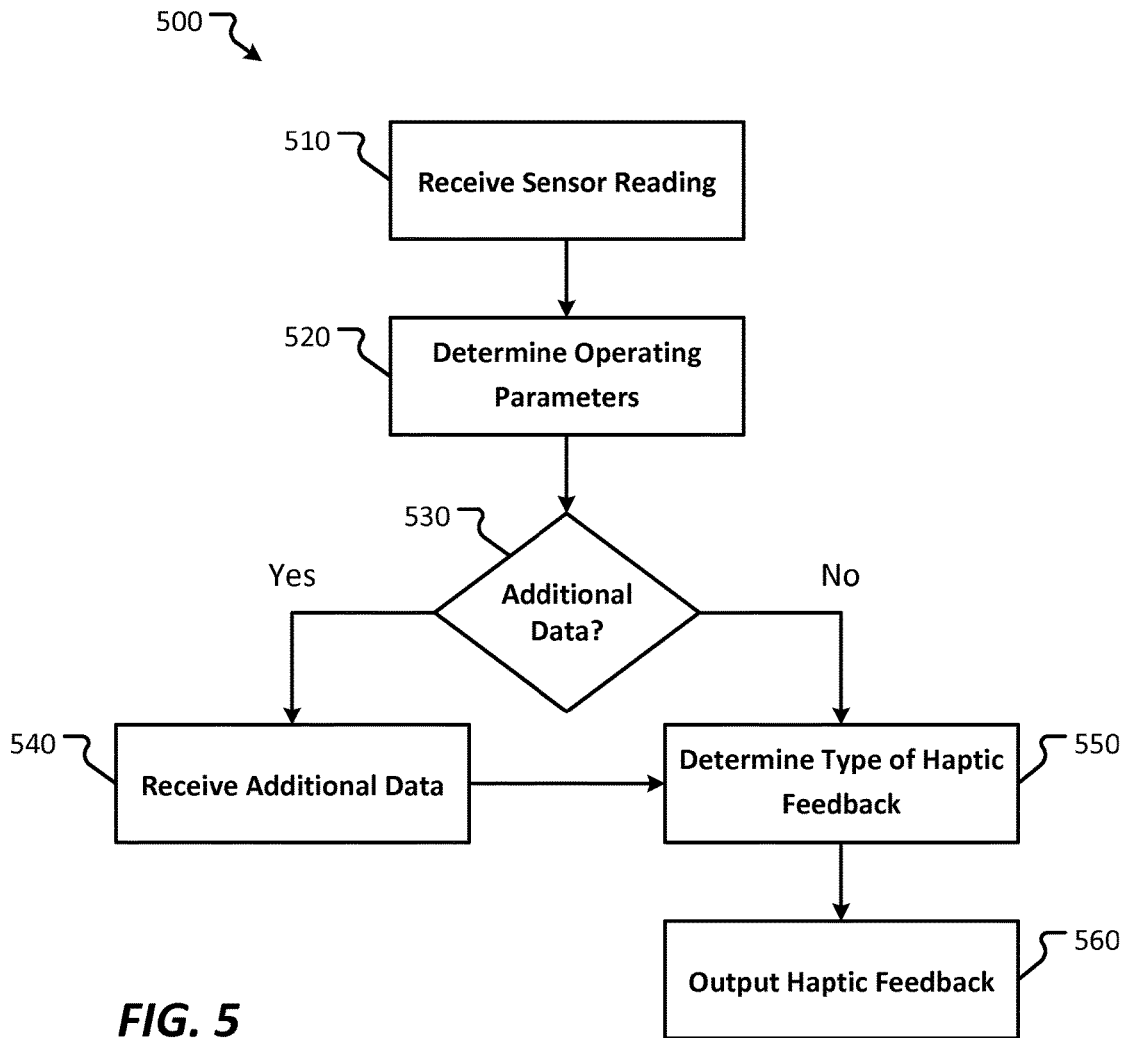 500
510
Receive Sensor Reading
520
Determine Operating
Parameters
530
Yes
No
Additional
Data?
540
Receive Additional Data
Determine Type of Haptic
Feedback
550
Output Haptic Feedback
560
FIG. 5